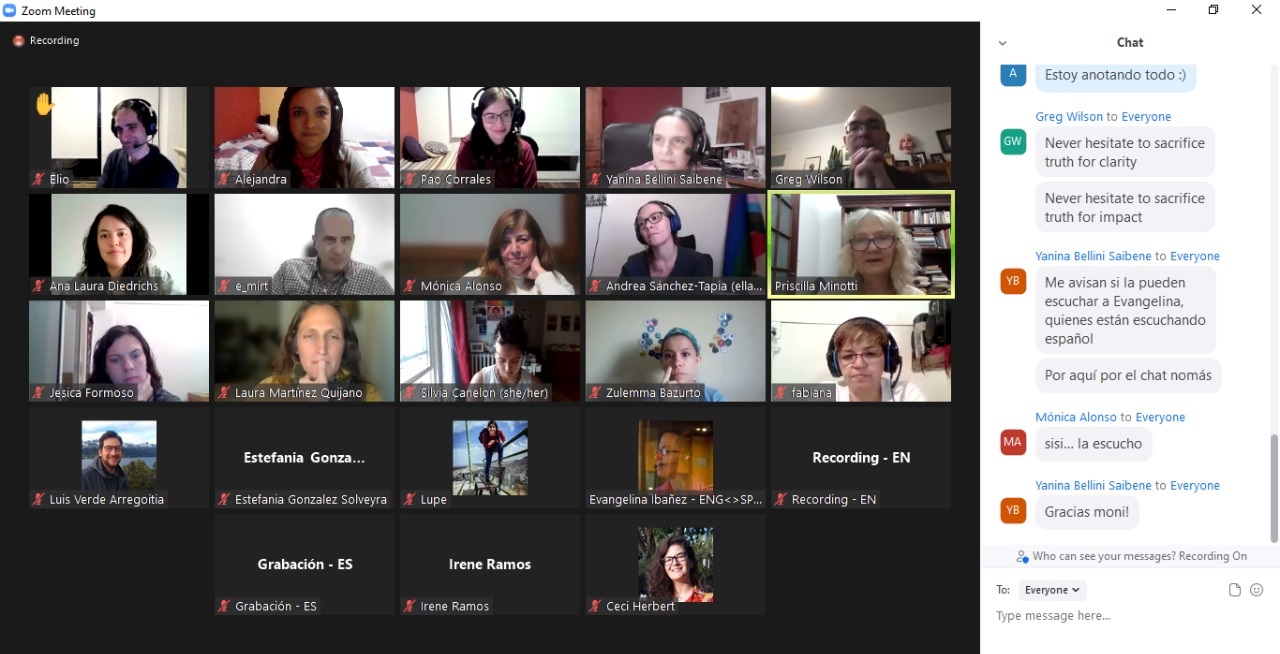 Zoom Meeting
Recording
Elio
Alejandra
Pao Corrales
Yanina Bellini Saibene
Greg Wilson
Ana Laura Diedrichs
e_mirt
Mónica Alonso
Andrea Sánchez-Tapia (ella...
Priscilla Minotti
Jesica Formoso
Laura Martínez Quijano
Silvia Canelon (she/her)
Zulemma Bazurto
fabiana
Luis Verde Arregoitia
Estefania Gonza...
Estefania Gonzalez Solveyra
Lupe
Evangelina Ibañez - ENG<>SP...
Recording - EN
Recording - EN
Grabación - ES
Grabación - ES
Irene Ramos
Irene Ramos
Ceci Herbert
Chat
A
Estoy anotando todo :)
Greg Wilson to Everyone
GW
Never hesitate to sacrifice
truth for clarity
Never hesitate to sacrifice
truth for impact
Yanina Bellini Saibene to Everyone
YB
Me avisan si la pueden
escuchar a Evangelina,
quienes están escuchando
español
Por aquí por el chat nomás
Mónica Alonso to Everyone
MA
sisi... la escucho
Yanina Bellini Saibene to Everyone
YB
Gracias moni!
Who can see your messages? Recording On
To: Everyone
Type message here...